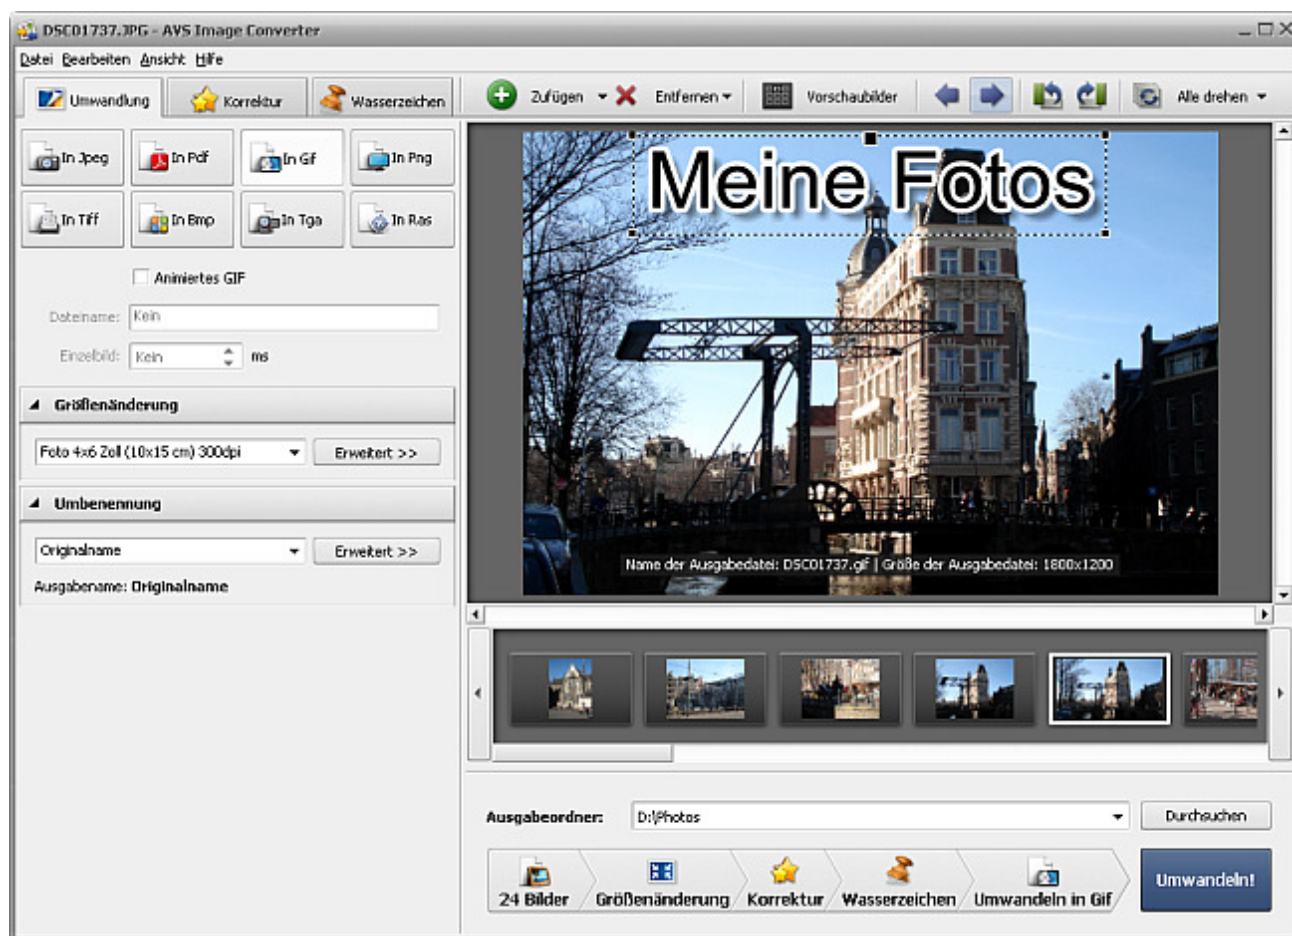 DSC01737.JPG - AVS Image Converter
Datei Bearbeiten Ansicht Hilfe
Umwandlung Korrektur Wasserzeichen
Zufügen Entfernen Vorschaubilder Alle drehen
In Jpeg In Pdf In Gif In Png
In Tiff In Bmp In Tga In Ras
Animiertes GIF
Dateiname: Kein
Einzelbild: Kein ms
Größenänderung
Foto 4x6 Zoll (10x15 cm) 300dpi Erweitert >>
Umbenennung
Originalname Erweitert >>
Ausgabename: Originalname
Meine Fotos
Name der Ausgabedatei: DSC01737.gif | Größe der Ausgabedatei: 1800x1200
Ausgabeordner: D:\Photos Durchsuchen
24 Bilder Größenänderung Korrektur Wasserzeichen Umwandeln in Gif Umwandeln!